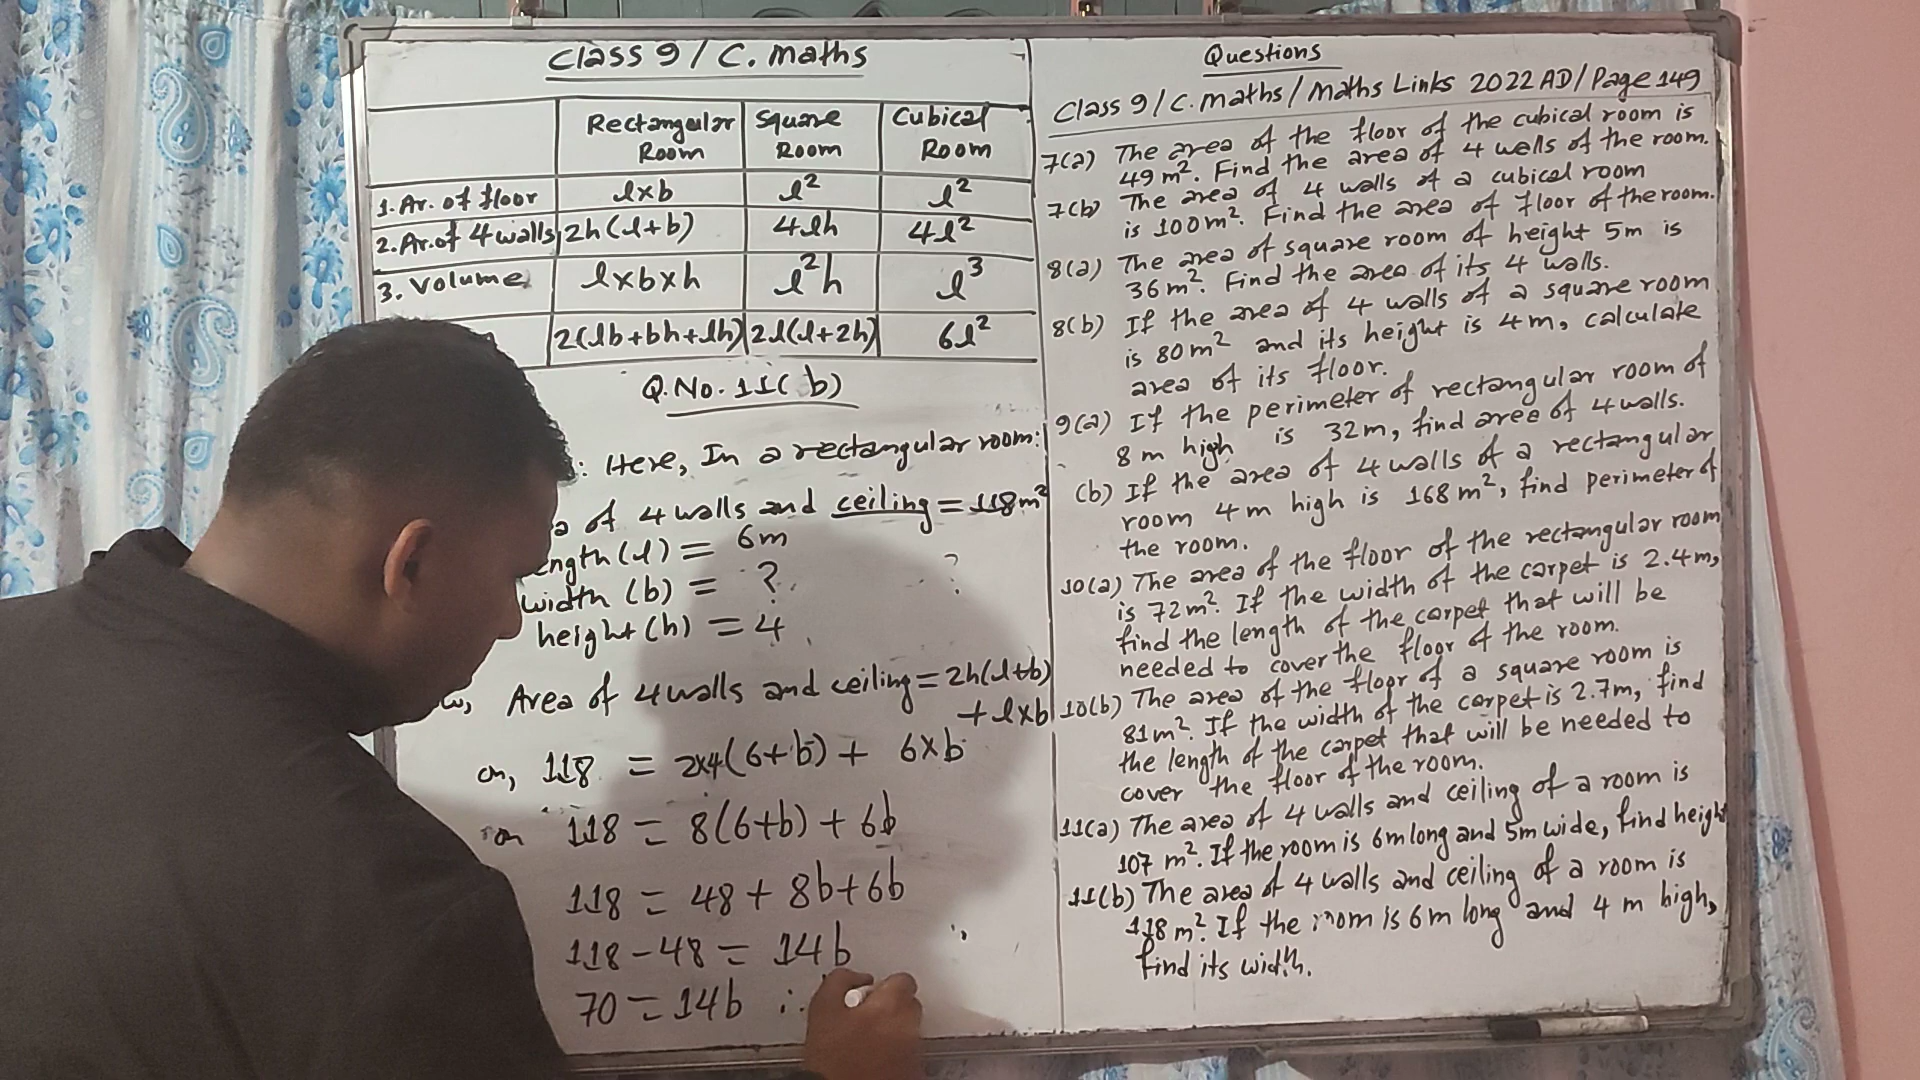 Class 9 / C. Maths
Rectangular Room
Square Room
Cubical Room
1. Ar. of floor l×b l² l²
2. Ar. of 4 walls 2h(l+b) 4lh 4l²
3. Volume l×b×h l²h l³
2(lb+bh+lh) 2l(l+2h) 6l²
Q.No. 11(b)
: Here, In a rectangular room:
of 4 walls and ceiling = 118m²
ngth(l) = 6m
width (b) = ?
height(h) = 4
w, Area of 4 walls and ceiling = 2h(l+b)
+ l×b
or, 118 = 2×4(6+b) + 6×b
or 118 = 8(6+b) + 6b
118 = 48 + 8b+6b
118-48 = 14b
70 = 14b ∴
Questions
Class 9 / C. Maths / Maths Links 2022 AD / Page 149
7(a) The area of the floor of the cubical room is
49m². Find the area of 4 walls of the room.
7(b) The area of 4 walls of a cubical room
is 100m². Find the area of floor of the room.
8(a) The area of square room of height 5m is
36m². Find the area of its 4 walls.
8(b) If the area of 4 walls of a square room
is 80m² and its height is 4m, calculate
area of its floor.
9(a) If the perimeter of rectangular room of
8m high is 32m, find area of 4 walls.
(b) If the area of 4 walls of a rectangular
room 4m high is 168m², find perimeter of
the room.
10(a) The area of the floor of the rectangular room
is 72m². If the width of the carpet is 2.4m,
find the length of the carpet that will be
needed to cover the floor of the room.
10(b) The area of the floor of a square room is
81m². If the width of the carpet is 2.7m, find
the length of the carpet that will be needed to
cover the floor of the room.
11(a) The area of 4 walls and ceiling of a room is
107 m². If the room is 6m long and 5m wide, find height
11(b) The area of 4 walls and ceiling of a room is
118m². If the room is 6m long and 4m high,
find its width.